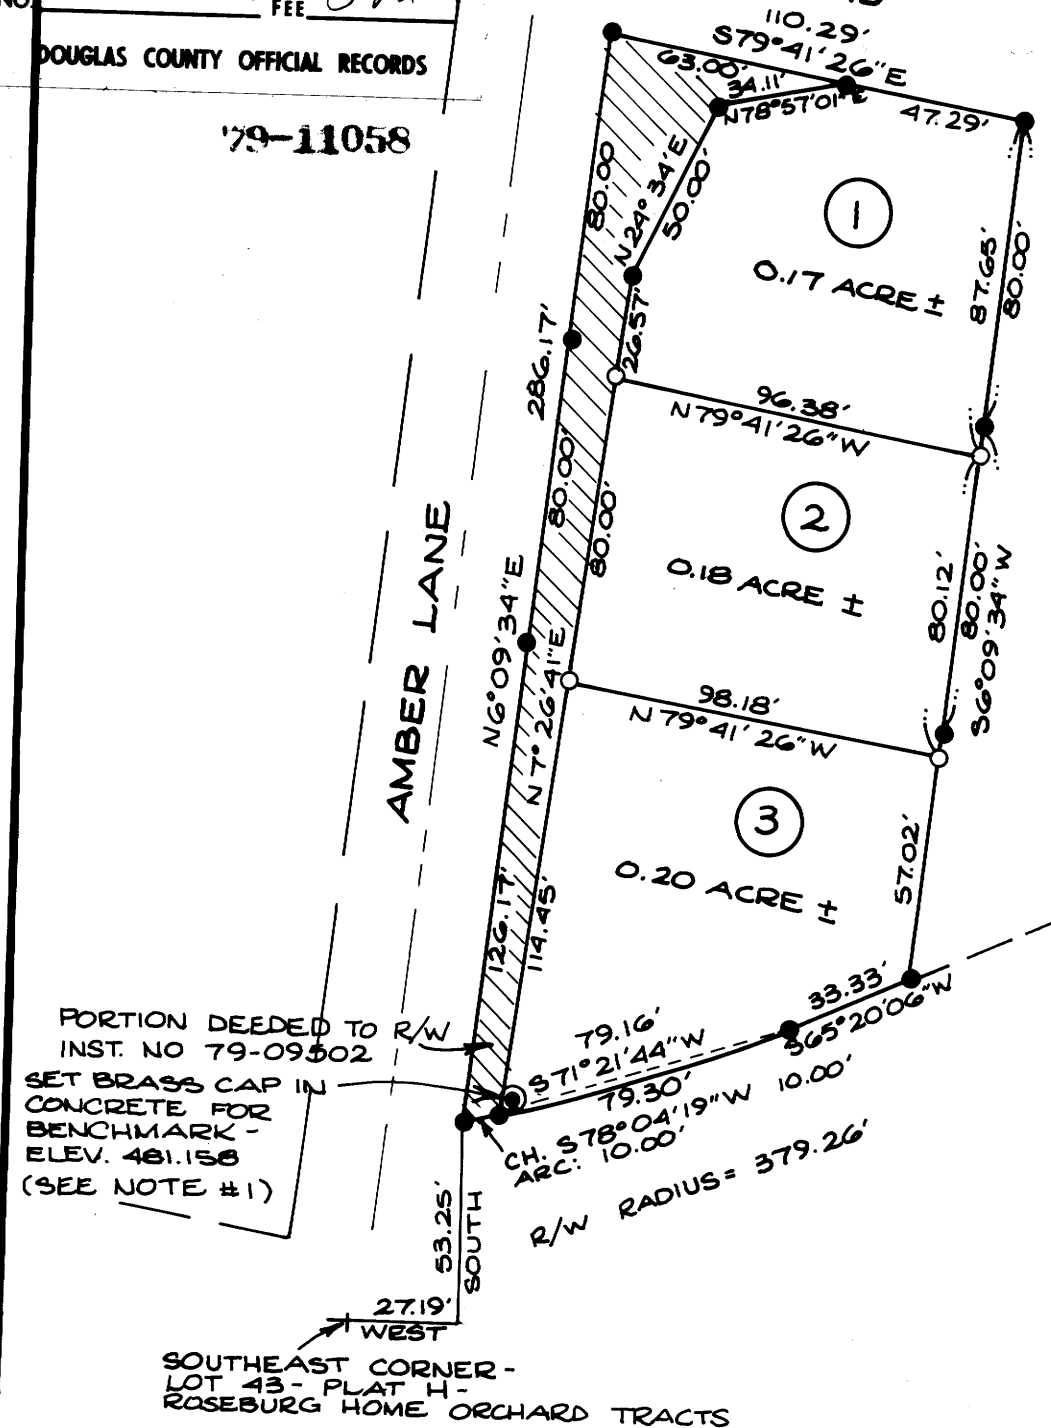 NO.
FEE
DOUGLAS COUNTY OFFICIAL RECORDS
'79-11058
110.29'
S79°41'26"E
63.00'
34.11'
N78°57'01"E
47.29'
80.00
N24°34'E
50.00'
1
0.17 ACRE ±
87.65'
80.00'
286.17'
26.57'
96.38'
N79°41'26"W
80.00'
80.00'
2
0.18 ACRE ±
80.12'
80.00'
S6°09'34"W
AMBER LANE
N6°09'34"E
N7°26'41"E
98.18'
N79°41'26"W
3
0.20 ACRE ±
57.02'
126.17'
114.45'
33.33'
S65°20'06"W
PORTION DEEDED TO R/W
INST. NO 79-09502
79.16'
S71°21'44"W
79.30'
SET BRASS CAP IN
CONCRETE FOR
BENCHMARK-
ELEV. 481.158
(SEE NOTE #1)
CH. S78°04'19"W 10.00'
ARC: 10.00'
R/W RADIUS = 379.26'
53.25'
SOUTH
27.19'
WEST
SOUTHEAST CORNER-
LOT 43- PLAT H-
ROSEBURG HOME ORCHARD TRACTS